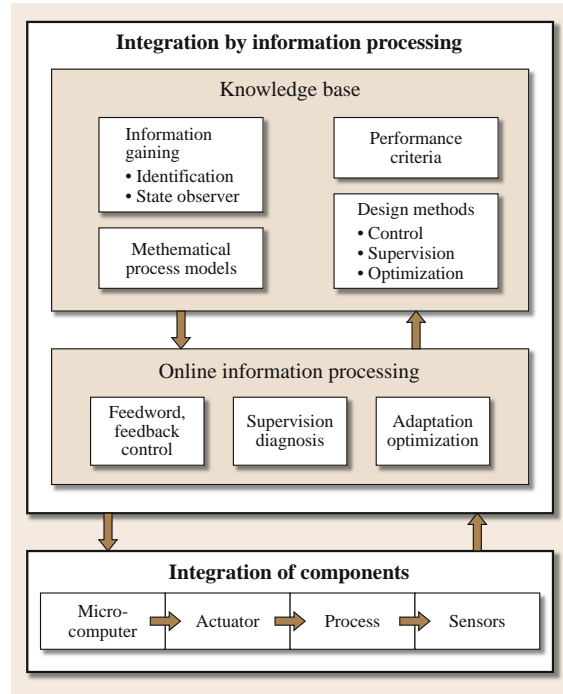 Integration by information processing
Knowledge base
Information
gaining
• Identification
• State observer
Methematical
process models
Performance
criteria
Design methods
• Control
• Supervision
• Optimization
Online information processing
Feedword,
feedback
control
Supervision
diagnosis
Adaptation
optimization
Integration of components
Micro-
computer
Actuator
Process
Sensors